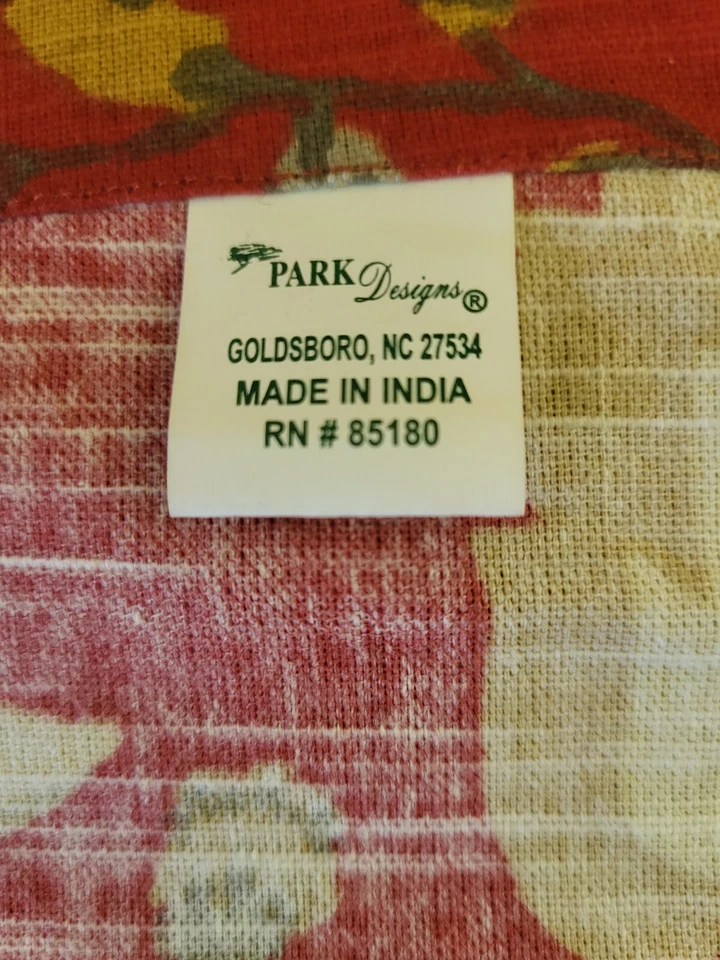 PARK Designs®
GOLDSBORO, NC 27534
MADE IN INDIA
RN # 85180